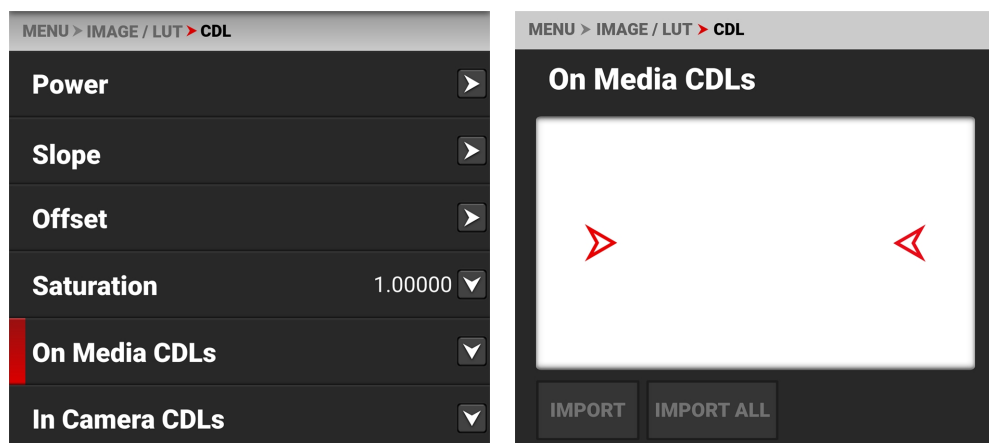 MENU > IMAGE / LUT > CDL
Power
Slope
Offset
Saturation 1.00000
On Media CDLs
In Camera CDLs
MENU > IMAGE / LUT > CDL
On Media CDLs
IMPORT IMPORT ALL